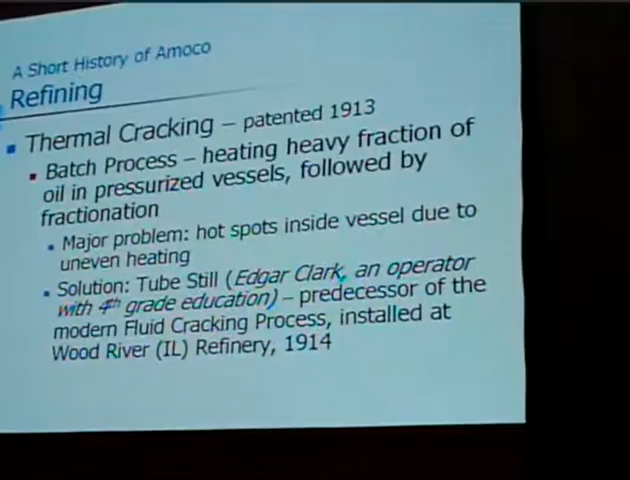 A Short History of Amoco
Refining
Thermal Cracking – patented 1913
Batch Process – heating heavy fraction of
oil in pressurized vessels, followed by
fractionation
Major problem: hot spots inside vessel due to
uneven heating
Solution: Tube Still (Edgar Clark, an operator
with 4th grade education) – predecessor of the
modern Fluid Cracking Process, installed at
Wood River (IL) Refinery, 1914